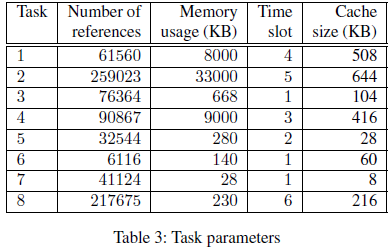 Task Number of references Memory usage (KB) Time slot Cache size (KB)
1 61560 8000 4 508
2 259023 33000 5 644
3 76364 668 1 104
4 90867 9000 3 416
5 32544 280 2 28
6 6116 140 1 60
7 41124 28 1 8
8 217675 230 6 216
Table 3: Task parameters